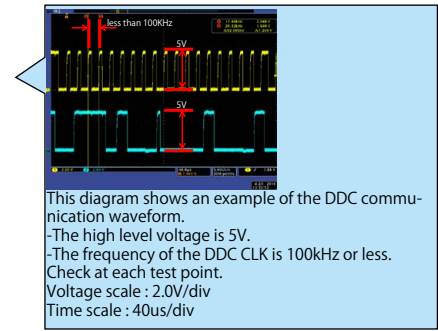 less than 100KHz
5V
5V
This diagram shows an example of the DDC commu-
nication waveform.
-The high level voltage is 5V.
-The frequency of the DDC CLK is 100kHz or less.
Check at each test point.
Voltage scale : 2.0V/div
Time scale : 40us/div